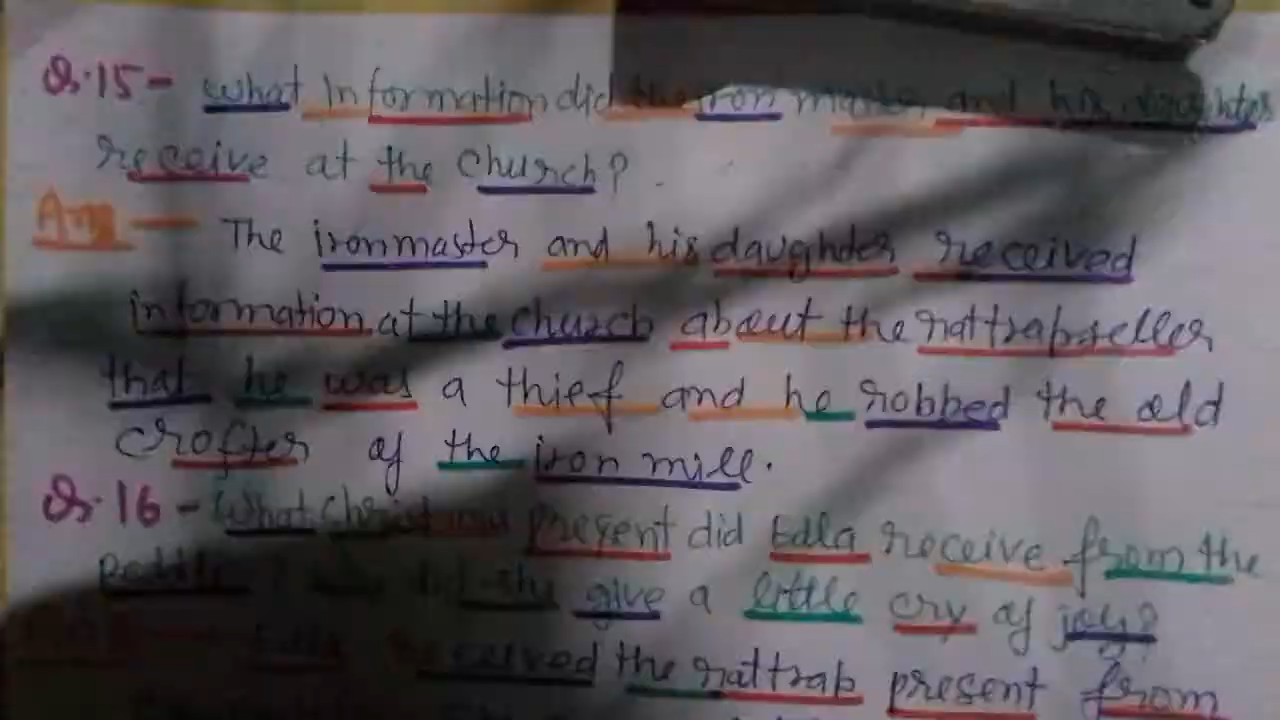 Q.15- What information did the iron master and his daughter
receive at the church?
Ans — The ironmaster and his daughter received
information at the church about the rattrap seller
that he was a thief and he robbed the old
crofter of the iron mill.
Q.16 - What Christmas present did Edla receive from the
give a little cry of joy?
received the rattrap present from